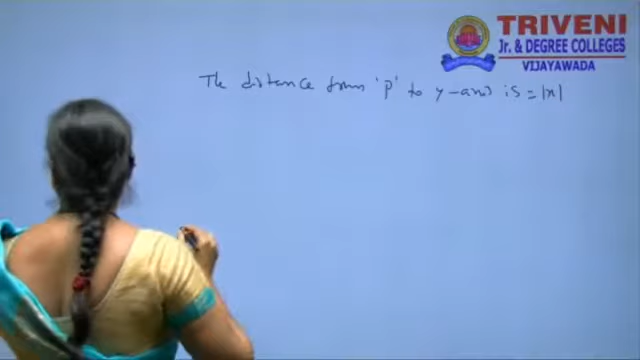 TRIVENI
Jr. & DEGREE COLLEGES
VIJAYAWADA
The distance from 'P' to y-axis is = |x|